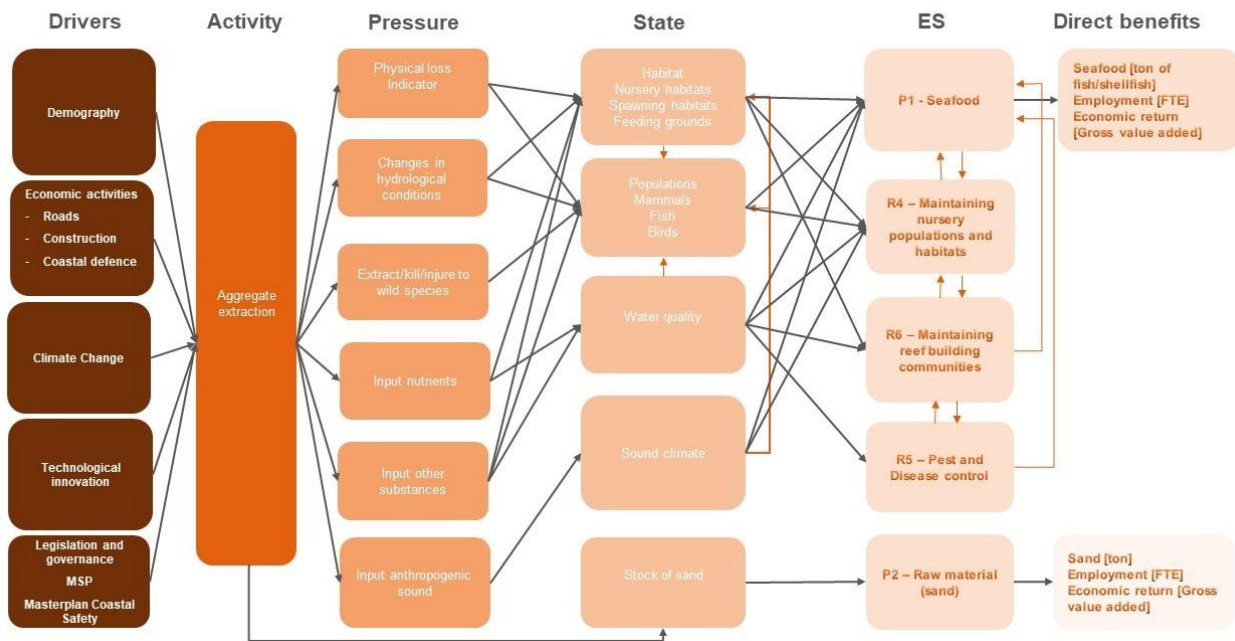 Drivers
Activity
Pressure
State
ES
Direct benefits
Demography
Economic activities
- Roads
- Construction
- Coastal defence
Climate Change
Technological
innovation
Legislation and
governance
MSP
Masterplan Coastal
Safety
Aggregate
extraction
Physical loss
Indicator
Changes in
hydrological
conditions
Extract/kill/injure to
wild species
Input nutrients
Input other
substances
Input anthropogenic
sound
Habitat
Nursery habitats
Spawning habitats
Feeding grounds
Populations
Mammals
Fish
Birds
Water quality
Sound climate
Stock of sand
P1 - Seafood
R4 – Maintaining
nursery
populations and
habitats
R6 – Maintaining
reef building
communities
R5 – Pest and
Disease control
P2 – Raw material
(sand)
Seafood [ton of
fish/shellfish]
Employment [FTE]
Economic return
[Gross value added]
Sand [ton]
Employment [FTE]
Economic return [Gross
value added]